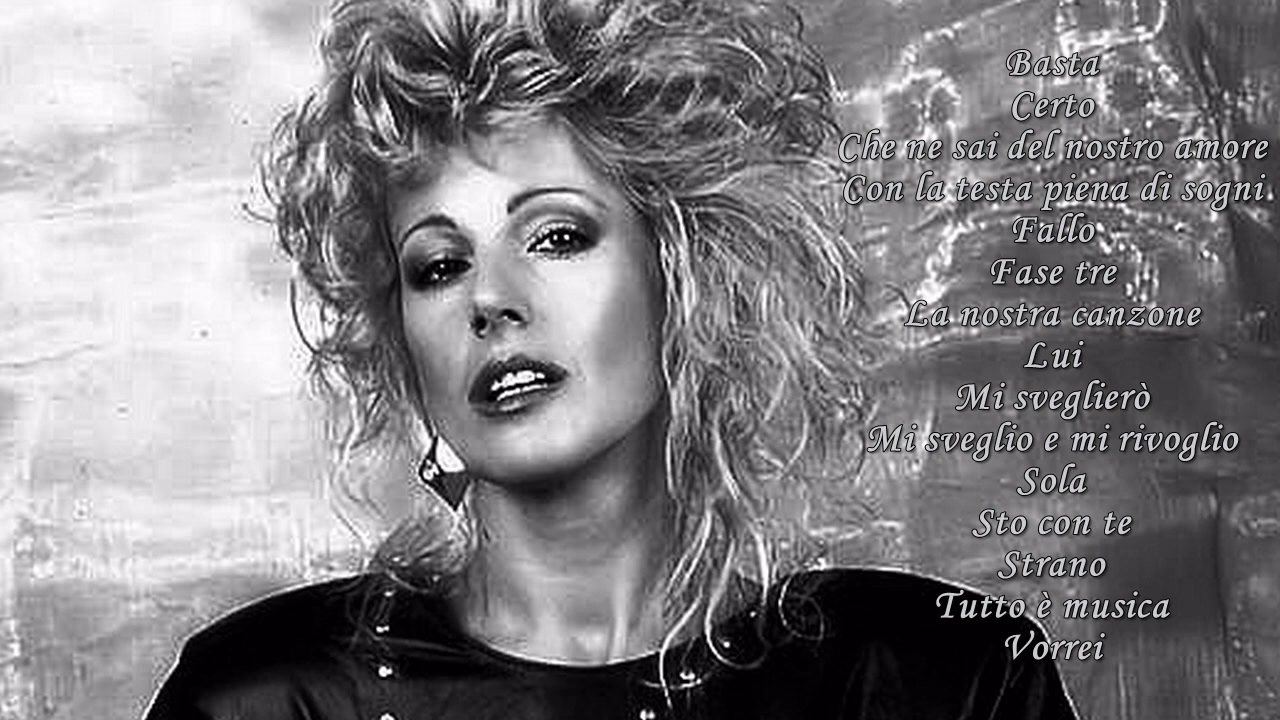 Basta
Certo
Che ne sai del nostro amore
Con la testa piena di sogni
Fallo
Fase tre
La nostra canzone
Lui
Mi sveglierò
Mi sveglio e mi rivoglio
Sola
Sto con te
Strano
Tutto è musica
Vorrei